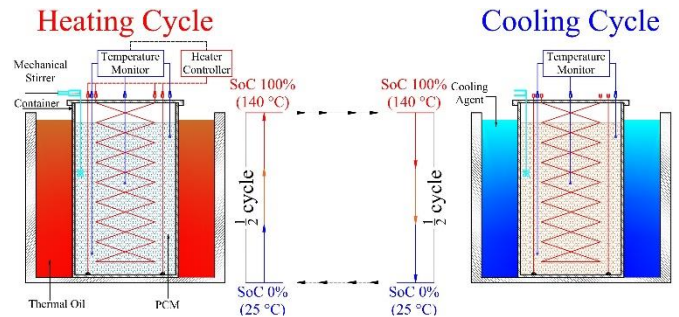 Heating Cycle
Cooling Cycle
Mechanical
Stirrer
Container
Temperature
Monitor
Heater
Controller
SoC 100%
(140 °C)
SoC 100%
(140 °C)
Temperature
Monitor
Cooling
Agent
1/2 cycle
1/2 cycle
Thermal Oil
PCM
SoC 0%
(25 °C)
SoC 0%
(25 °C)